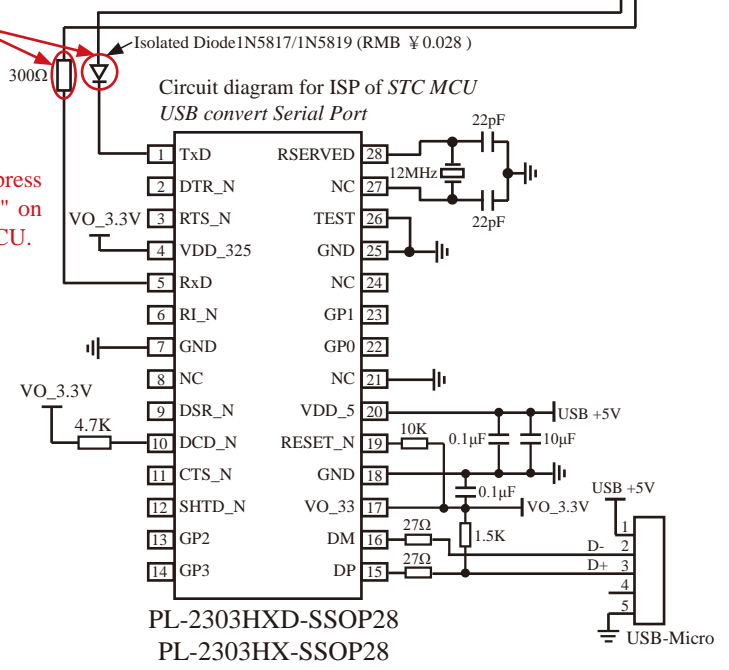 Isolated Diode1N5817/1N5819 (RMB ¥0.028 )
300Ω
Circuit diagram for ISP of STC MCU
USB convert Serial Port
press
" on
CU.
22pF
12MHz
22pF
VO_3.3V
1 TxD RSERVED 28
2 DTR_N NC 27
3 RTS_N TEST 26
4 VDD_325 GND 25
5 RxD NC 24
6 RI_N GP1 23
7 GND GP0 22
8 NC NC 21
9 DSR_N VDD_5 20
10 DCD_N RESET_N 19
11 CTS_N GND 18
12 SHTD_N VO_33 17
13 GP2 DM 16
14 GP3 DP 15
VO_3.3V
4.7K
USB +5V
10K
0.1μF
10μF
0.1μF
VO_3.3V
USB +5V
27Ω
1.5K
27Ω
D-
D+
1
2
3
4
5
USB-Micro
PL-2303HXD-SSOP28
PL-2303HX-SSOP28